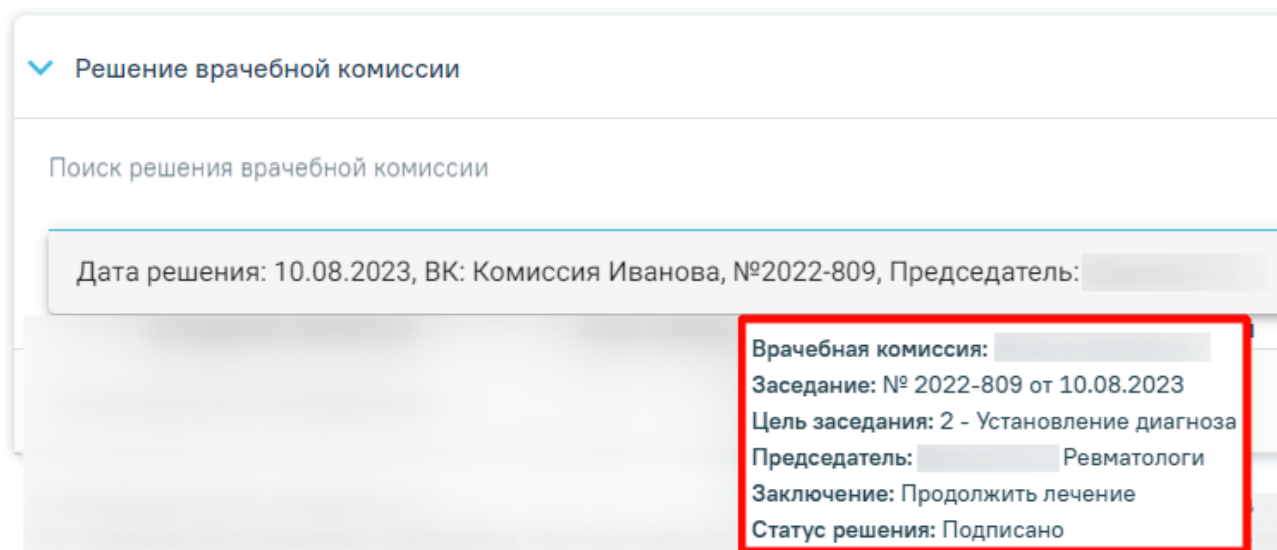 Решение врачебной комиссии
Поиск решения врачебной комиссии
Дата решения: 10.08.2023, ВК: Комиссия Иванова, №2022-809, Председатель:
Врачебная комиссия:
Заседание: № 2022-809 от 10.08.2023
Цель заседания: 2 - Установление диагноза
Председатель: Ревматологи
Заключение: Продолжить лечение
Статус решения: Подписано